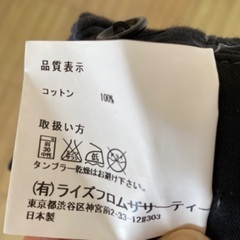 品質表示
コットン 100%
取扱い方
タンブラー乾燥はお避け下さい。
(有)ライズフロムザサーティー
東京都渋谷区神宮前2-33-12#303
日本製